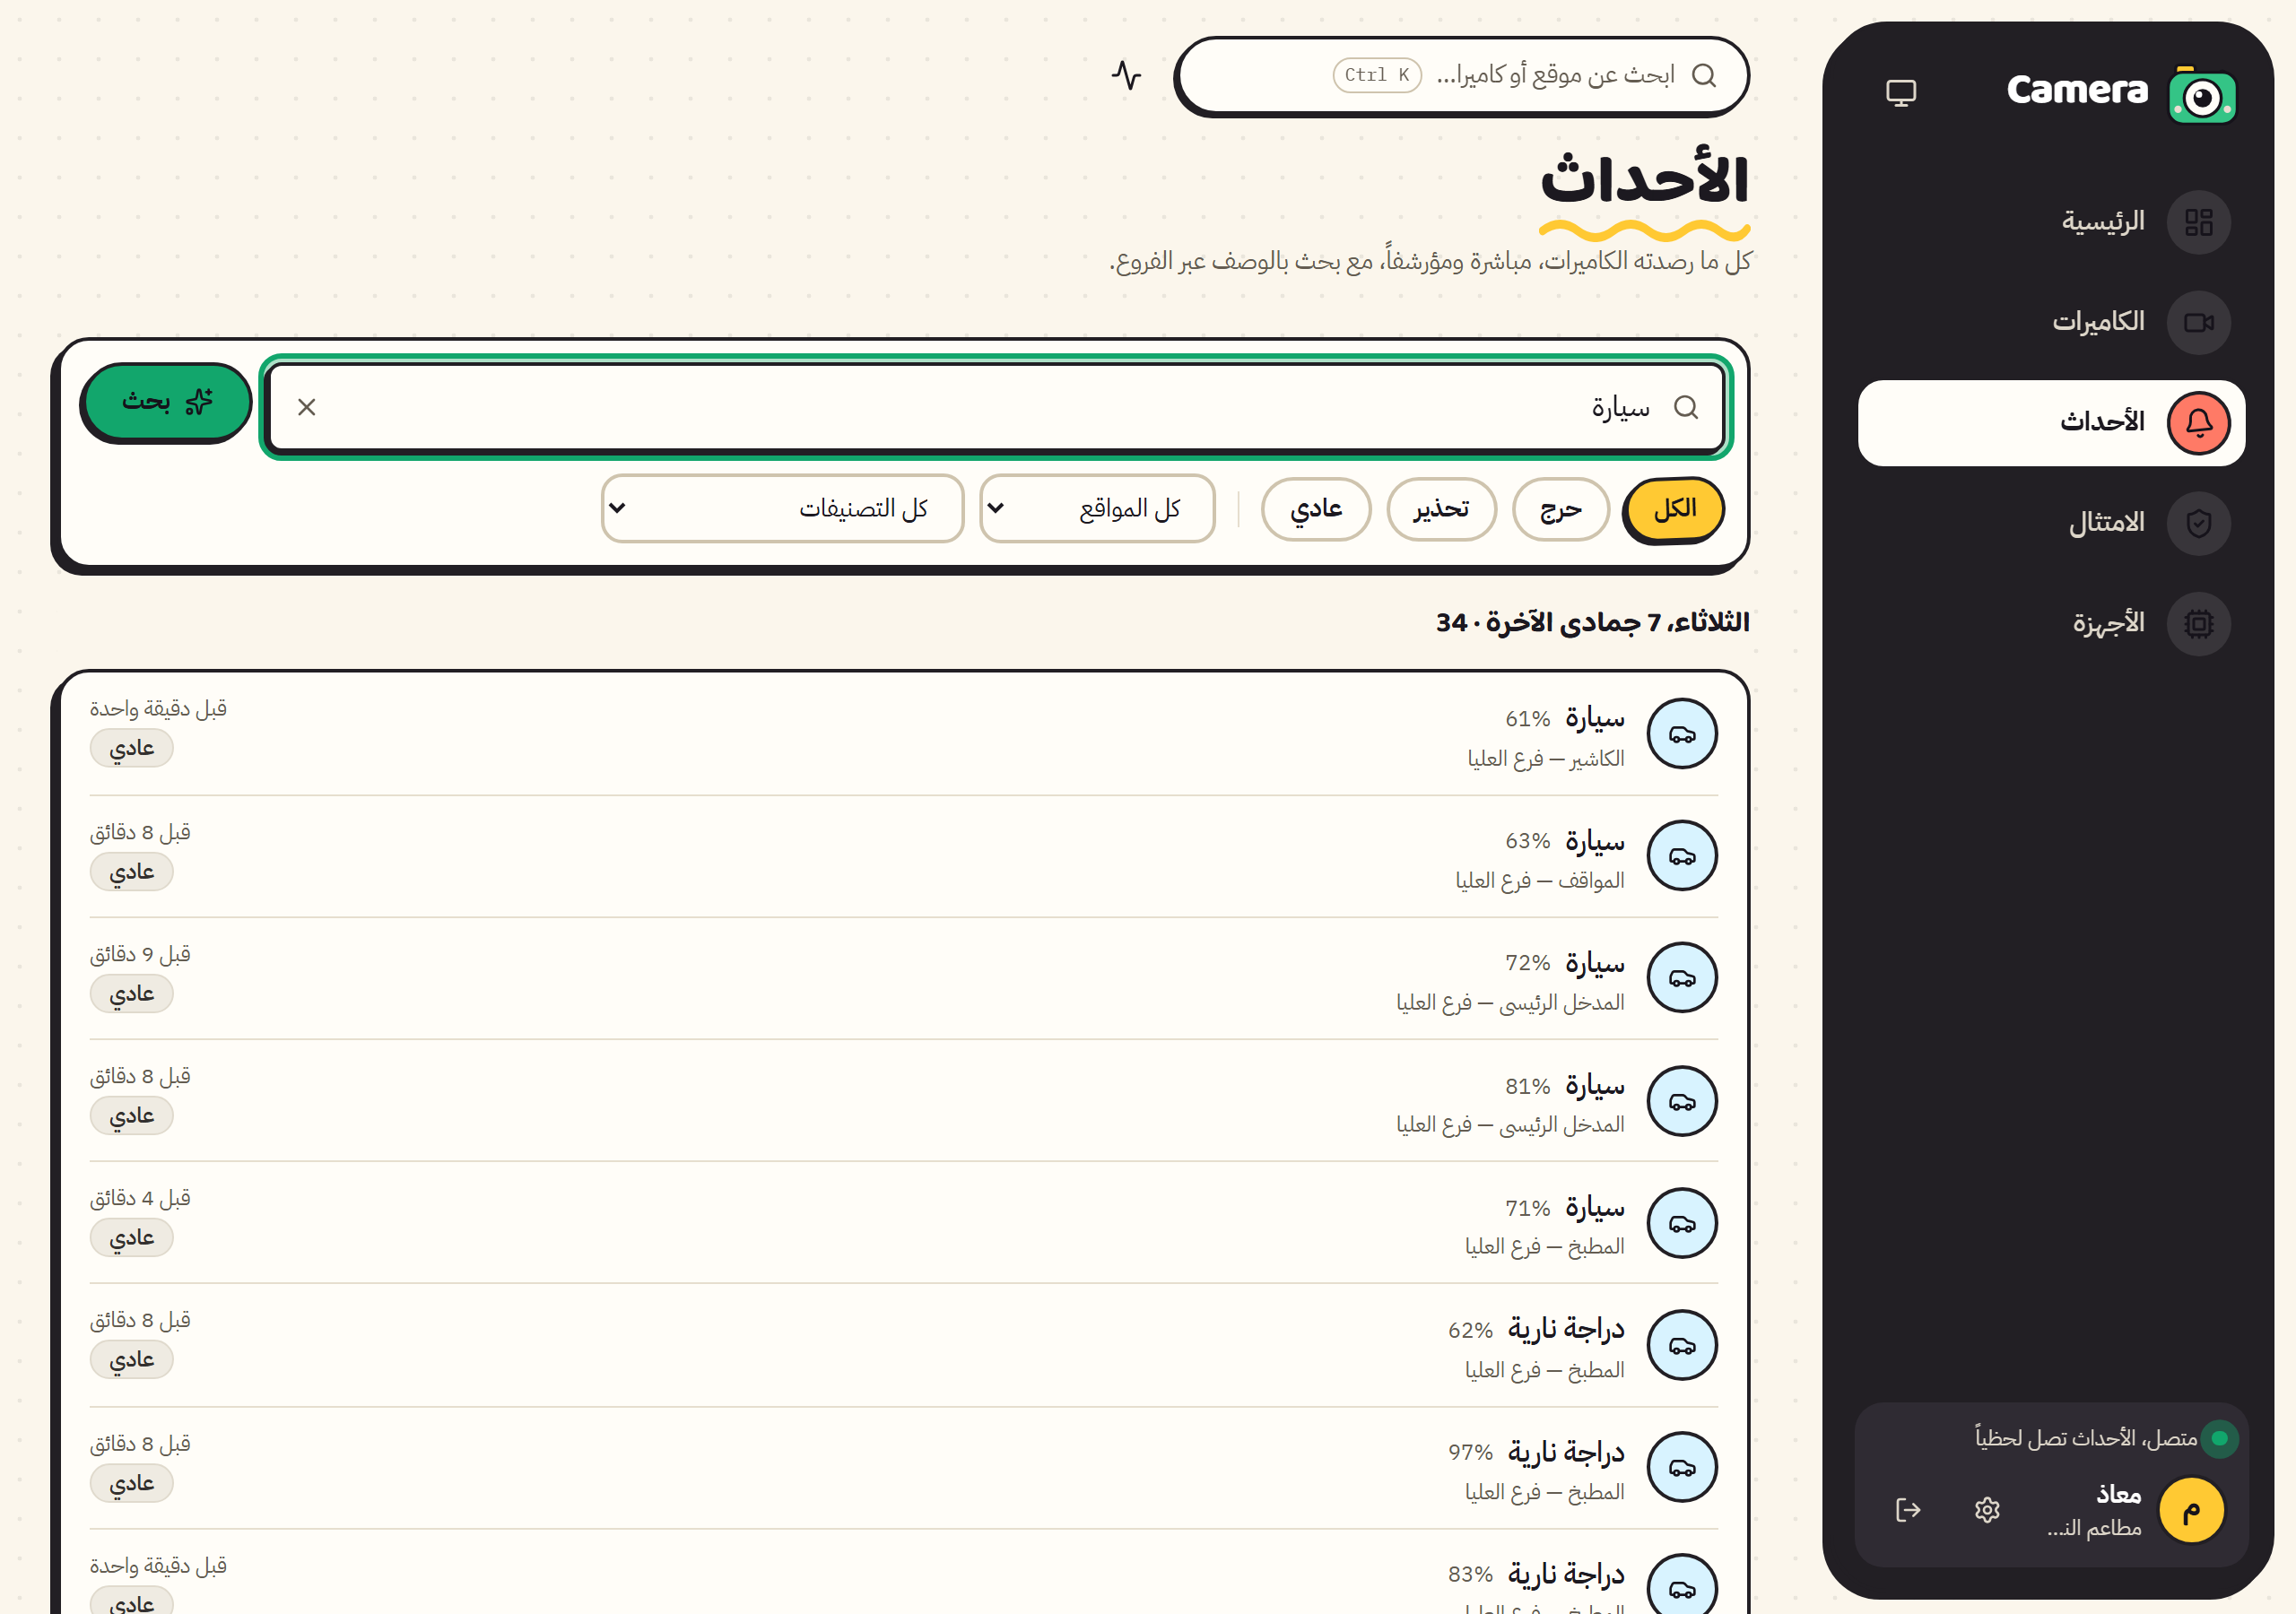 Camera
الرئيسية
الكاميرات
الأحداث
الامتثال
الأجهزة
متصل، الأحداث تصل لحظياً
م
معاذ
مطاعم الذ...
ابحث عن موقع أو كاميرا... Ctrl K
الأحداث
كل ما رصدته الكاميرات، مباشرة ومؤرشفاً، مع بحث بالوصف عبر الفروع.
سيارة
بحث
الكل حرج تحذير عادي كل المواقع كل التصنيفات
الثلاثاء، 7 جمادى الآخرة · 34
سيارة 61% قبل دقيقة واحدة
الكاشير — فرع العليا عادي
سيارة 63% قبل 8 دقائق
المواقف — فرع العليا عادي
سيارة 72% قبل 9 دقائق
المدخل الرئيسي — فرع العليا عادي
سيارة 81% قبل 8 دقائق
المدخل الرئيسي — فرع العليا عادي
سيارة 71% قبل 4 دقائق
المطبخ — فرع العليا عادي
دراجة نارية 62% قبل 8 دقائق
المطبخ — فرع العليا عادي
دراجة نارية 97% قبل 8 دقائق
المطبخ — فرع العليا عادي
دراجة نارية 83% قبل دقيقة واحدة
المطبخ — فرع العليا عادي